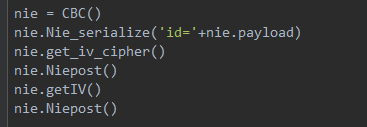 nie = CBC()
nie.Nie_serialize('id='+nie.payload)
nie.get_iv_cipher()
nie.Niepost()
nie.getIV()
nie.Niepost()